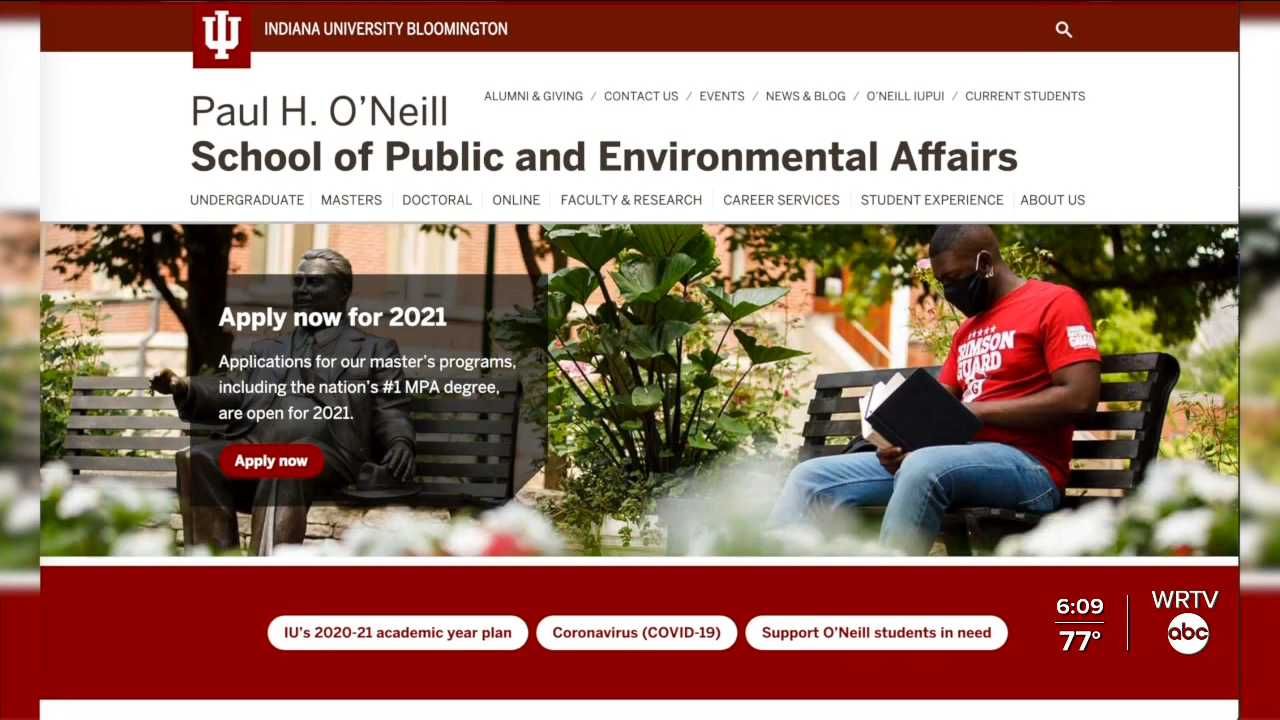 INDIANA UNIVERSITY BLOOMINGTON
ALUMNI & GIVING / CONTACT US / EVENTS / NEWS & BLOG / O'NEILL IUPUI / CURRENT STUDENTS
Paul H. O'Neill
School of Public and Environmental Affairs
UNDERGRADUATE MASTERS DOCTORAL ONLINE FACULTY & RESEARCH CAREER SERVICES STUDENT EXPERIENCE ABOUT US
Apply now for 2021
Applications for our master's programs,
including the nation's #1 MPA degree,
are open for 2021.
Apply now
CRIMSON
GUARD
IU's 2020-21 academic year plan
Coronavirus (COVID-19)
Support O'Neill students in need
6:09
77°
WRTV
abc